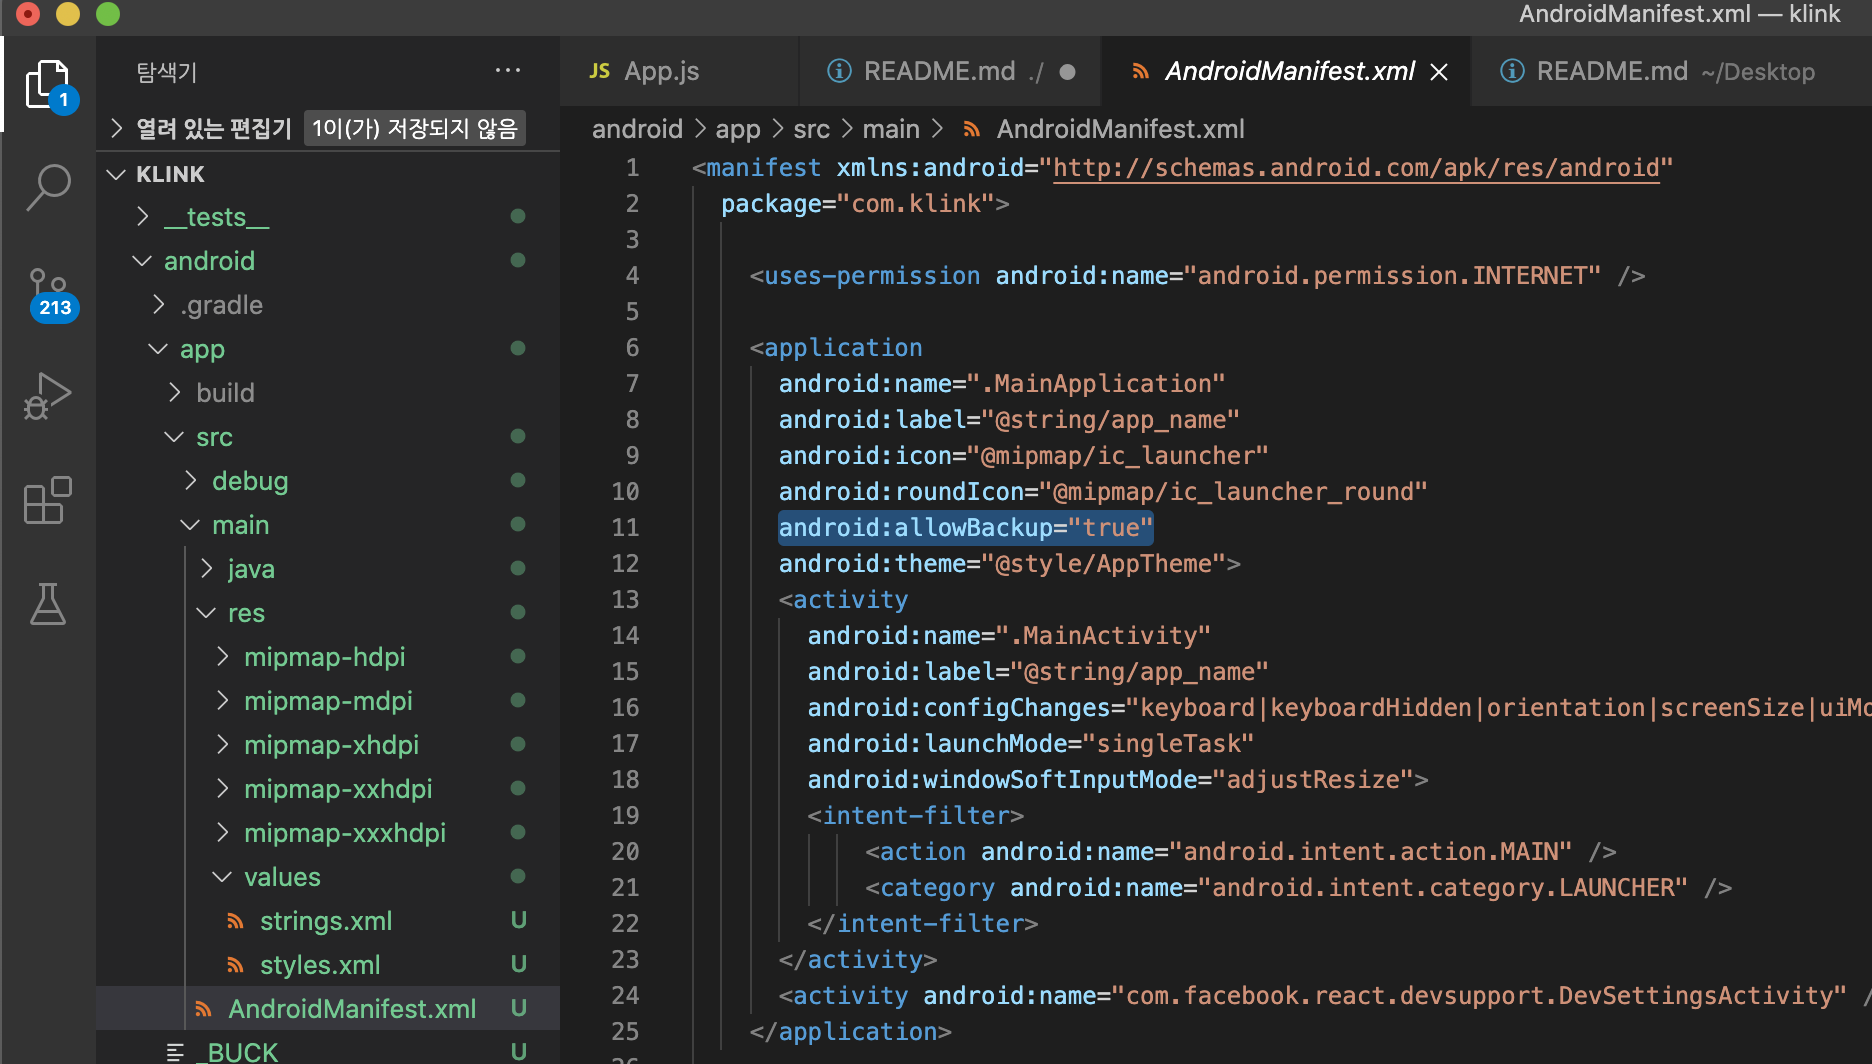 AndroidManifest.xml — klink
탐색기
열려 있는 편집기 1이(가) 저장되지 않음
KLINK
__tests__
android
.gradle
app
build
src
debug
main
java
res
mipmap-hdpi
mipmap-mdpi
mipmap-xhdpi
mipmap-xxhdpi
mipmap-xxxhdpi
values
strings.xml U
styles.xml U
AndroidManifest.xml U
_BUCK U
1
213
JS App.js
README.md ./
AndroidManifest.xml
README.md ~/Desktop
android > app > src > main > AndroidManifest.xml
1 <manifest xmlns:android="http://schemas.android.com/apk/res/android"
2 package="com.klink">
3
4 <uses-permission android:name="android.permission.INTERNET" />
5
6 <application
7 android:name=".MainApplication"
8 android:label="@string/app_name"
9 android:icon="@mipmap/ic_launcher"
10 android:roundIcon="@mipmap/ic_launcher_round"
11 android:allowBackup="true"
12 android:theme="@style/AppTheme">
13 <activity
14 android:name=".MainActivity"
15 android:label="@string/app_name"
16 android:configChanges="keyboard|keyboardHidden|orientation|screenSize|uiMo
17 android:launchMode="singleTask"
18 android:windowSoftInputMode="adjustResize">
19 <intent-filter>
20 <action android:name="android.intent.action.MAIN" />
21 <category android:name="android.intent.category.LAUNCHER" />
22 </intent-filter>
23 </activity>
24 <activity android:name="com.facebook.react.devsupport.DevSettingsActivity" /
25 </application>